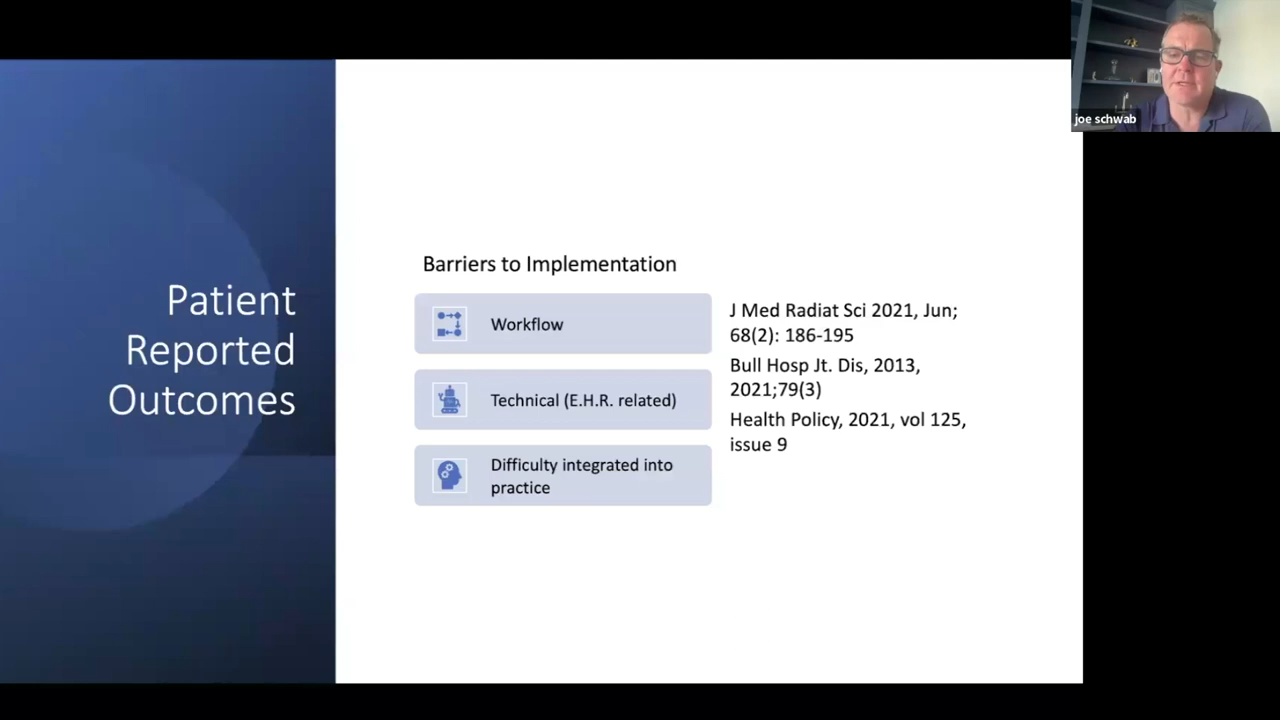 joe schwab
Patient
Reported
Outcomes
Barriers to Implementation
Workflow
Technical (E.H.R. related)
Difficulty integrated into
practice
J Med Radiat Sci 2021, Jun;
68(2): 186-195
Bull Hosp Jt. Dis, 2013,
2021;79(3)
Health Policy, 2021, vol 125,
issue 9